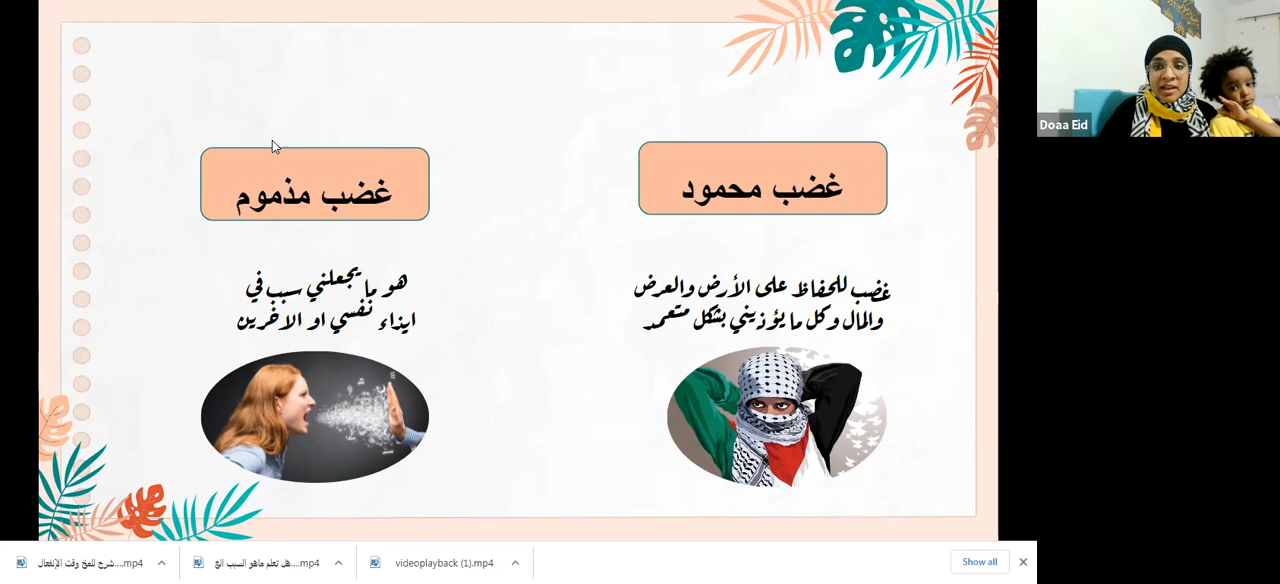 غضب محمود
غضب للحفاظ على الأرض والعرض
والمال وكل ما يؤذيني بشكل متعمد
غضب مذموم
هو ما يجعلني سبب في
ايذاء نفسي او الاخرين
Doaa Eid
شرح للمخ وقت الإنفعال....mp4
هل تعلم ماهو السبب الح....mp4
videoplayback (1).mp4
Show all